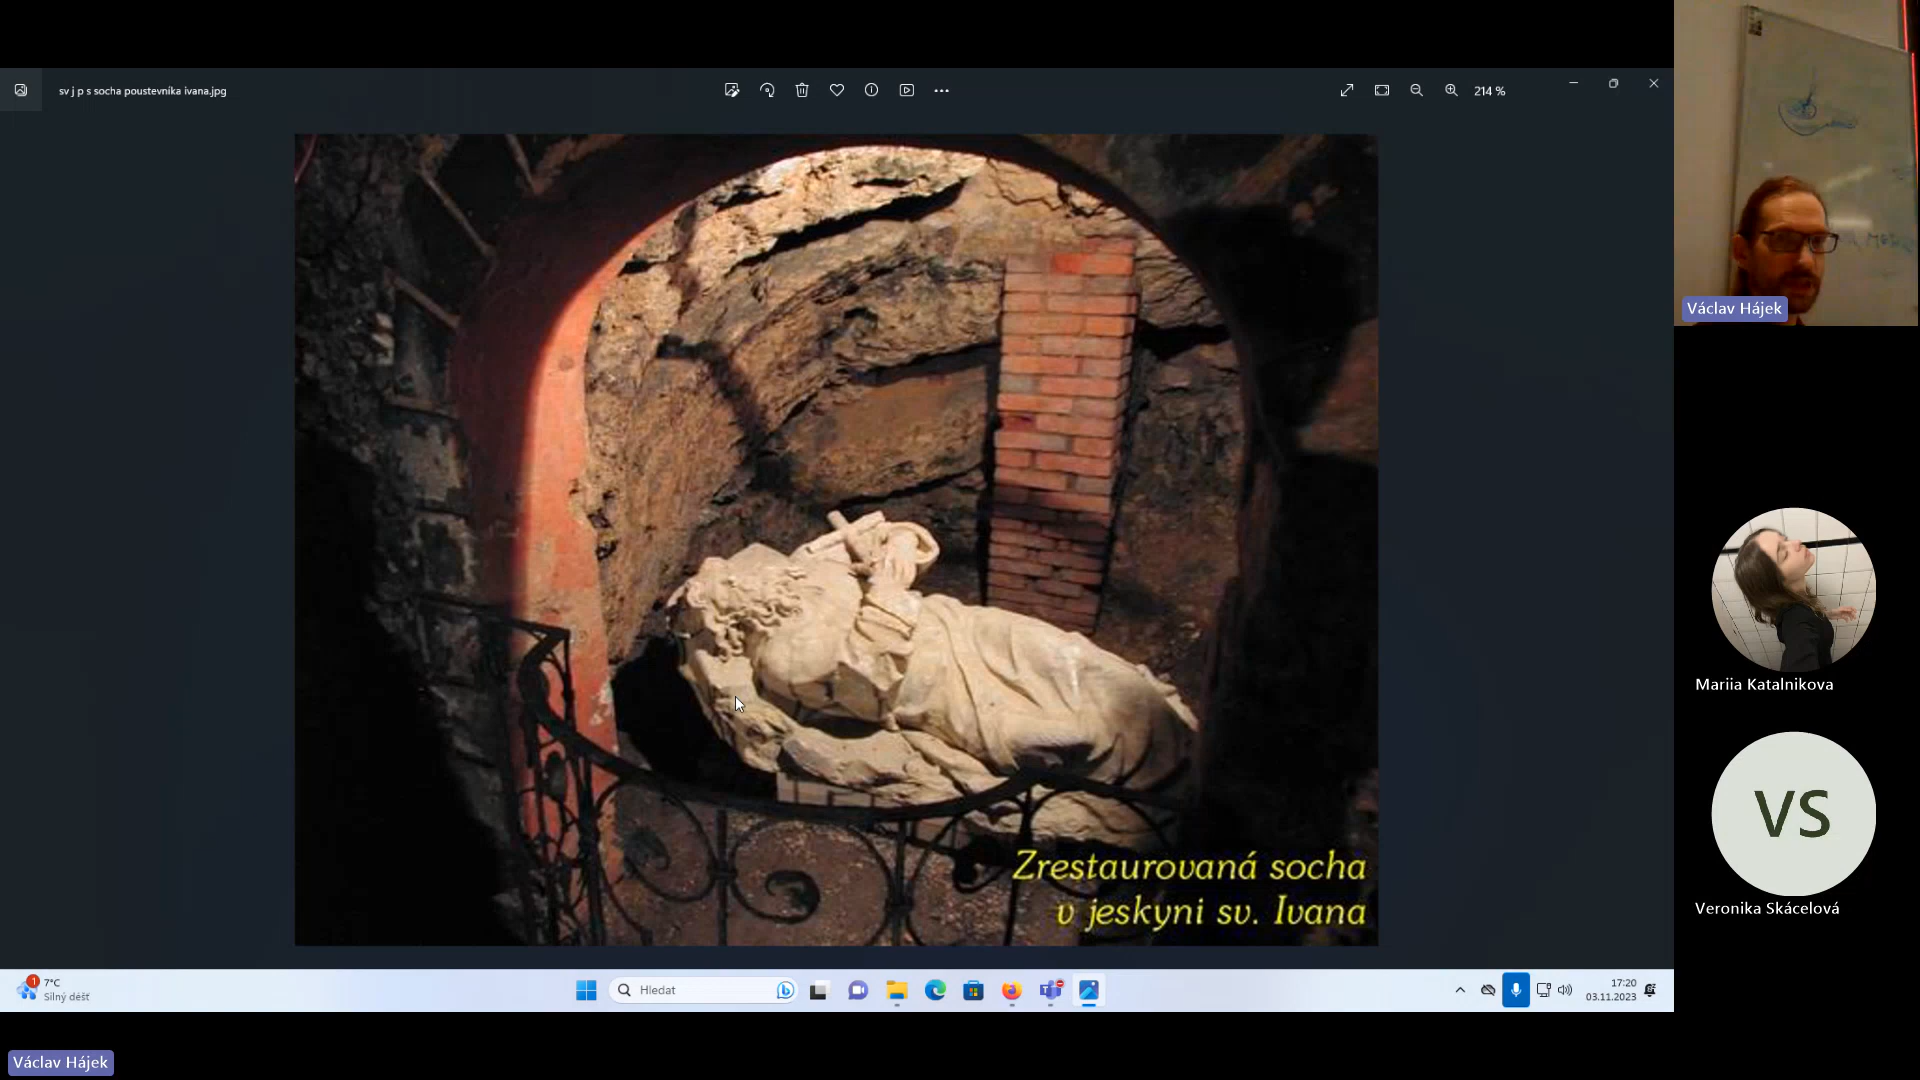 sv j p s socha poustevníka ivana.jpg
214 %
Zrestaurovaná socha
v jeskyni sv. Ivana
Václav Hájek
Mariia Katalnikova
VS
Veronika Skácelová
1
7°C
Silný déšť
Hledat
17:20
03.11.2023
Václav Hájek